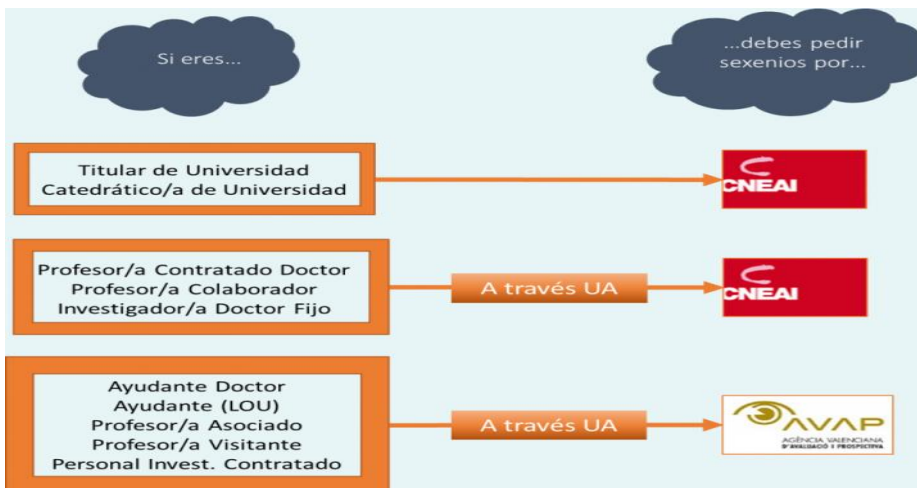 Si eres...
...debes pedir
sexenios por...
Titular de Universidad
Catedrático/a de Universidad
CNEAI
Profesor/a Contratado Doctor
Profesor/a Colaborador
Investigador/a Doctor Fijo
A través UA
CNEAI
Ayudante Doctor
Ayudante (LOU)
Profesor/a Asociado
Profesor/a Visitante
Personal Invest. Contratado
A través UA
AVAP
AGÈNCIA VALENCIANA
D'AVALUACIÓ I PROSPECTIVA